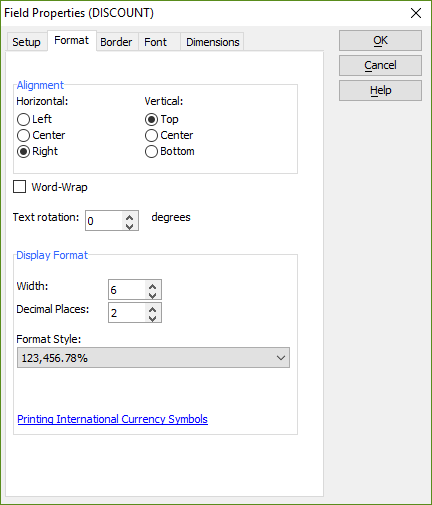 Field Properties (DISCOUNT)
Setup Format Border Font Dimensions
OK
Cancel
Help
Alignment
Horizontal: Vertical:
Left Top
Center Center
Right Bottom
Word-Wrap
Text rotation: 0 degrees
Display Format
Width: 6
Decimal Places: 2
Format Style:
123,456.78%
Printing International Currency Symbols